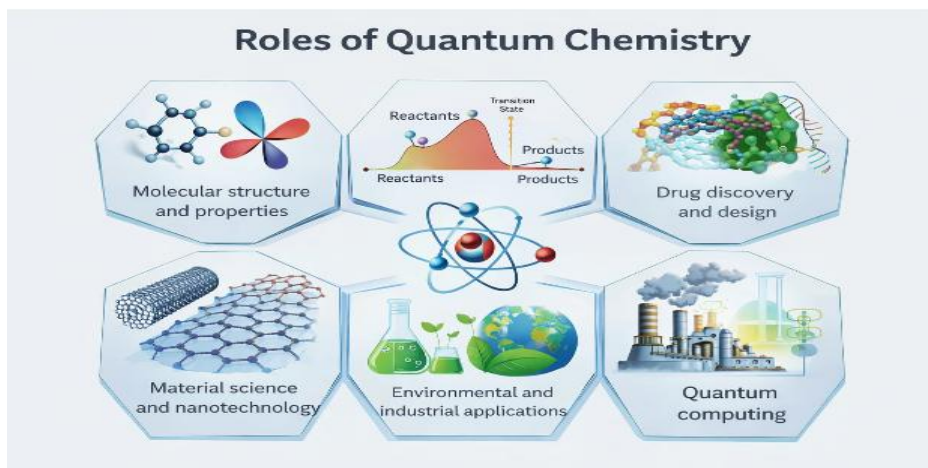 Roles of Quantum Chemistry
Molecular structure
and properties
Reactants
Transition
State
Products
Reactants
Products
Drug discovery
and design
Material science
and nanotechnology
Environmental and
industrial applications
Quantum
computing